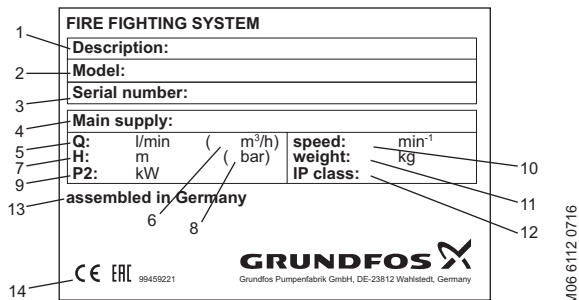 FIRE FIGHTING SYSTEM
1 Description:
2 Model:
3 Serial number:
4 Main supply:
5 Q: l/min ( m³/h) speed: min⁻¹ 10
7 H: m ( bar) weight: kg 11
9 P2: kW IP class: 12
13 assembled in Germany
6 8
GRUNDFOS
14 CE EAC 99459221 Grundfos Pumpenfabrik GmbH, DE-23812 Wahlstedt, Germany
TM06 6112 0716